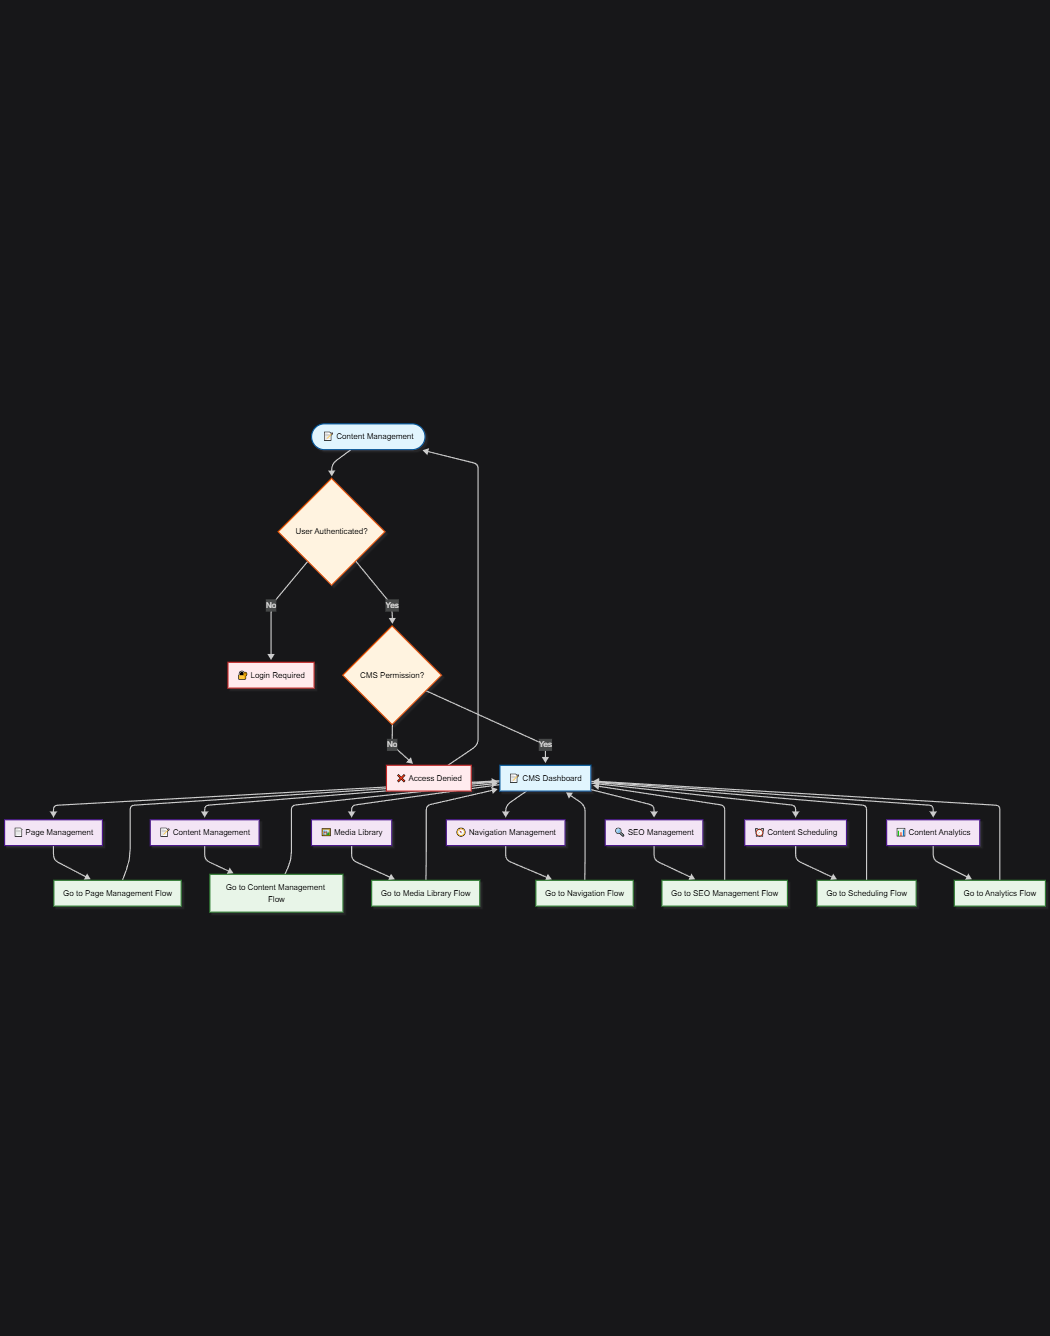 Content Management
User Authenticated?
No
Yes
Login Required
CMS Permission?
No
Yes
Access Denied
CMS Dashboard
Page Management
Content Management
Media Library
Navigation Management
SEO Management
Content Scheduling
Content Analytics
Go to Page Management Flow
Go to Content Management
Flow
Go to Media Library Flow
Go to Navigation Flow
Go to SEO Management Flow
Go to Scheduling Flow
Go to Analytics Flow